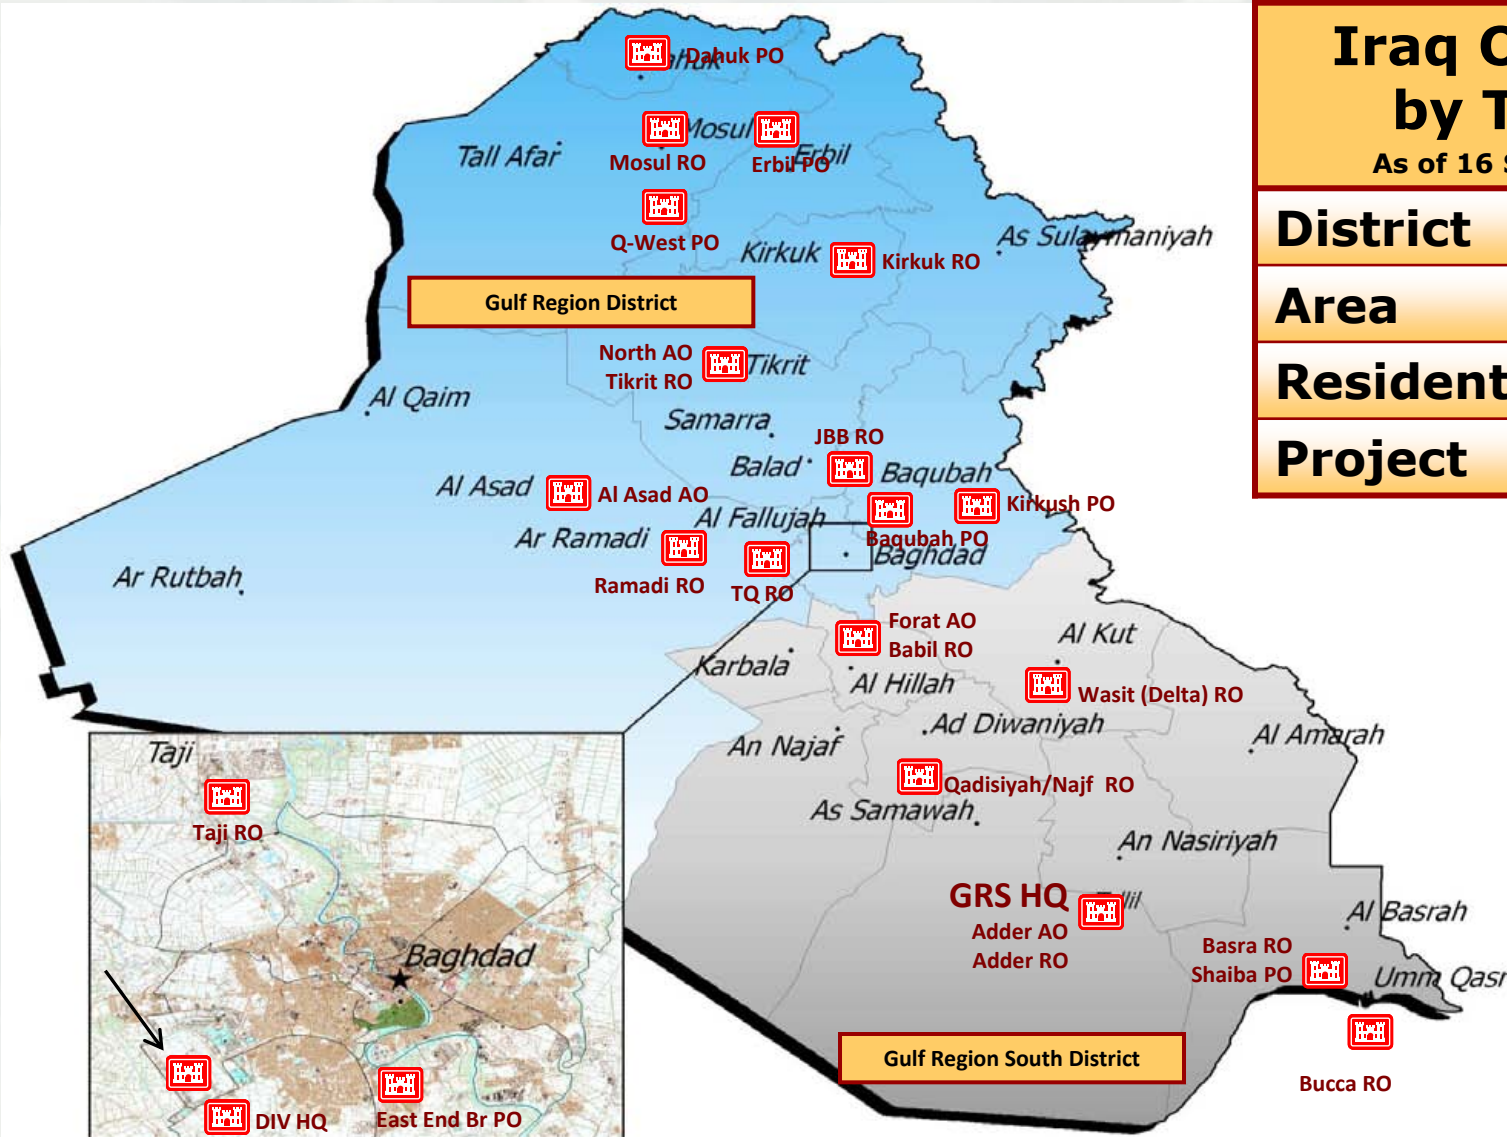 Dahuk PO
Mosul
Tall Afar
Mosul RO
Erbil
Erbil PO
Q-West PO
Kirkuk
Kirkuk RO
As Sulaymaniyah
Gulf Region District
North AO
Tikrit RO
Tikrit
Al Qaim
Samarra
JBB RO
Balad
Baqubah
Al Asad
Al Asad AO
Al Fallujah
Kirkush PO
Ar Ramadi
Baqubah PO
Baghdad
Ar Rutbah
Ramadi RO
TQ RO
Forat AO
Babil RO
Al Kut
Karbala
Al Hillah
Wasit (Delta) RO
An Najaf
Ad Diwaniyah
Al Amarah
Qadisiyah/Najf RO
As Samawah
An Nasiriyah
GRS HQ
Adder AO
Adder RO
Al Basrah
Basra RO
Shaiba PO
Umm Qasr
Gulf Region South District
Bucca RO
Taji
Taji RO
Baghdad
DIV HQ
East End Br PO
Iraq
by
As of 16
District
Area
Resident
Project